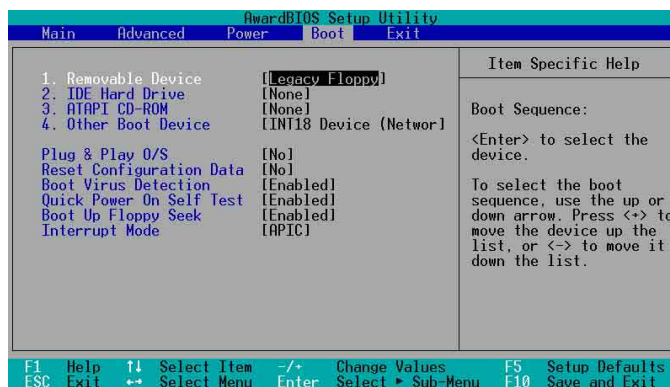 AwardBIOS Setup Utility
Main Advanced Power Boot Exit
1. Removable Device [Legacy Floppy]
2. IDE Hard Drive [None]
3. ATAPI CD-ROM [None]
4. Other Boot Device [INT18 Device (Networ]
Plug & Play O/S [No]
Reset Configuration Data [No]
Boot Virus Detection [Enabled]
Quick Power On Self Test [Enabled]
Boot Up Floppy Seek [Enabled]
Interrupt Mode [APIC]
Item Specific Help
Boot Sequence:
<Enter> to select the
device.
To select the boot
sequence, use the up or
down arrow. Press <+> to
move the device up the
list, or <-> to move it
down the list.
F1 Help ↑↓ Select Item -/+ Change Values F5 Setup Defaults
ESC Exit ←→ Select Menu Enter Select ► Sub-Menu F10 Save and Exits